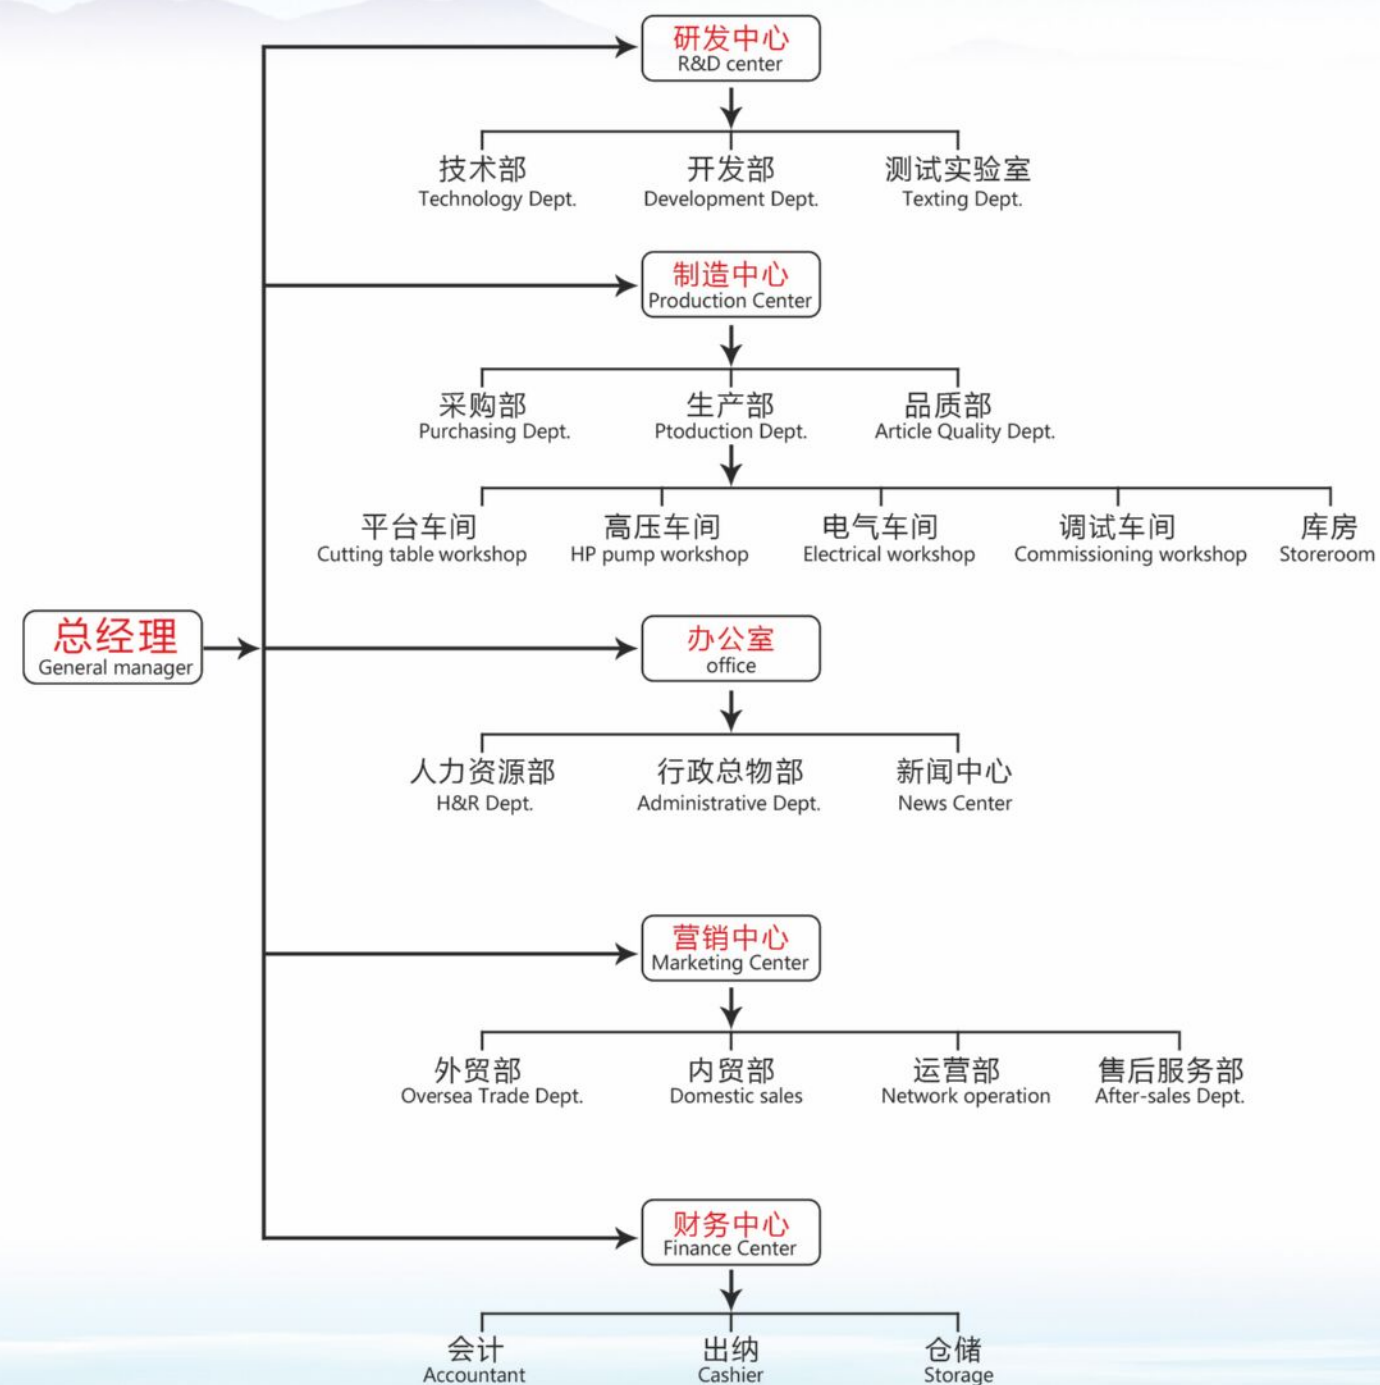 研发中心
R&D center
技术部 开发部 测试实验室
Technology Dept. Development Dept. Texting Dept.
制造中心
Production Center
采购部 生产部 品质部
Purchasing Dept. Ptoduction Dept. Article Quality Dept.
平台车间 高压车间 电气车间 调试车间 库房
Cutting table workshop HP pump workshop Electrical workshop Commissioning workshop Storeroom
总经理
General manager
办公室
office
人力资源部 行政总物部 新闻中心
H&R Dept. Administrative Dept. News Center
营销中心
Marketing Center
外贸部 内贸部 运营部 售后服务部
Oversea Trade Dept. Domestic sales Network operation After-sales Dept.
财务中心
Finance Center
会计 出纳 仓储
Accountant Cashier Storage